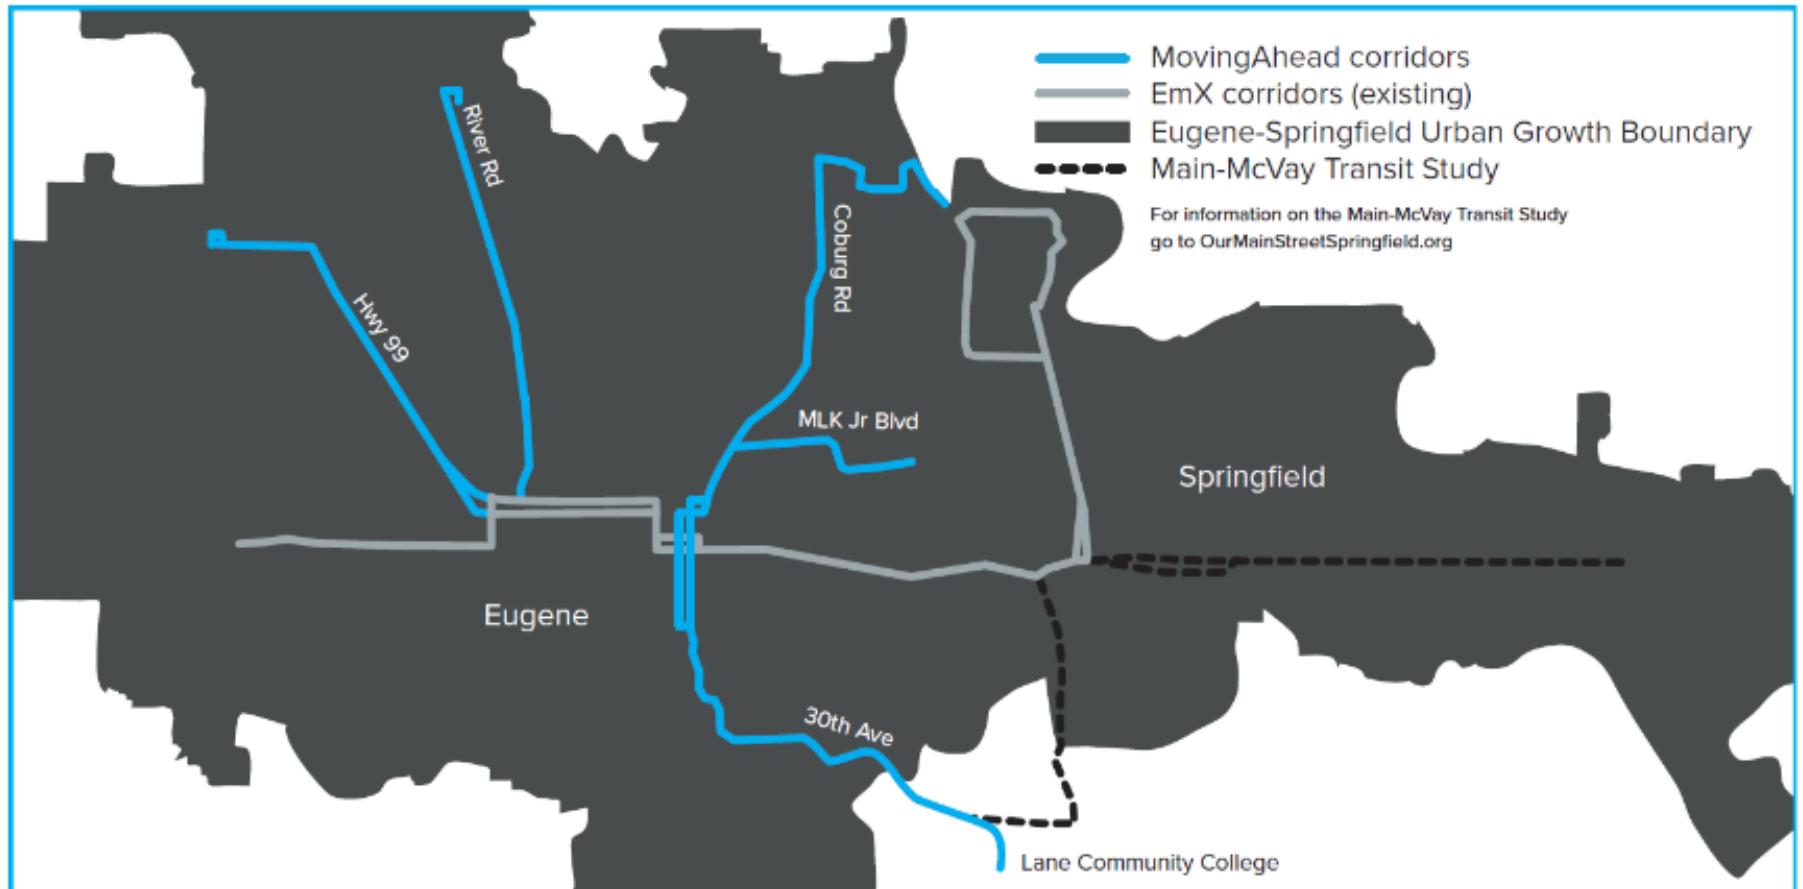 MovingAhead corridors
EmX corridors (existing)
Eugene-Springfield Urban Growth Boundary
Main-McVay Transit Study
For information on the Main-McVay Transit Study
go to OurMainStreetSpringfield.org
River Rd
Hwy 99
Coburg Rd
MLK Jr Blvd
Springfield
Eugene
30th Ave
Lane Community College